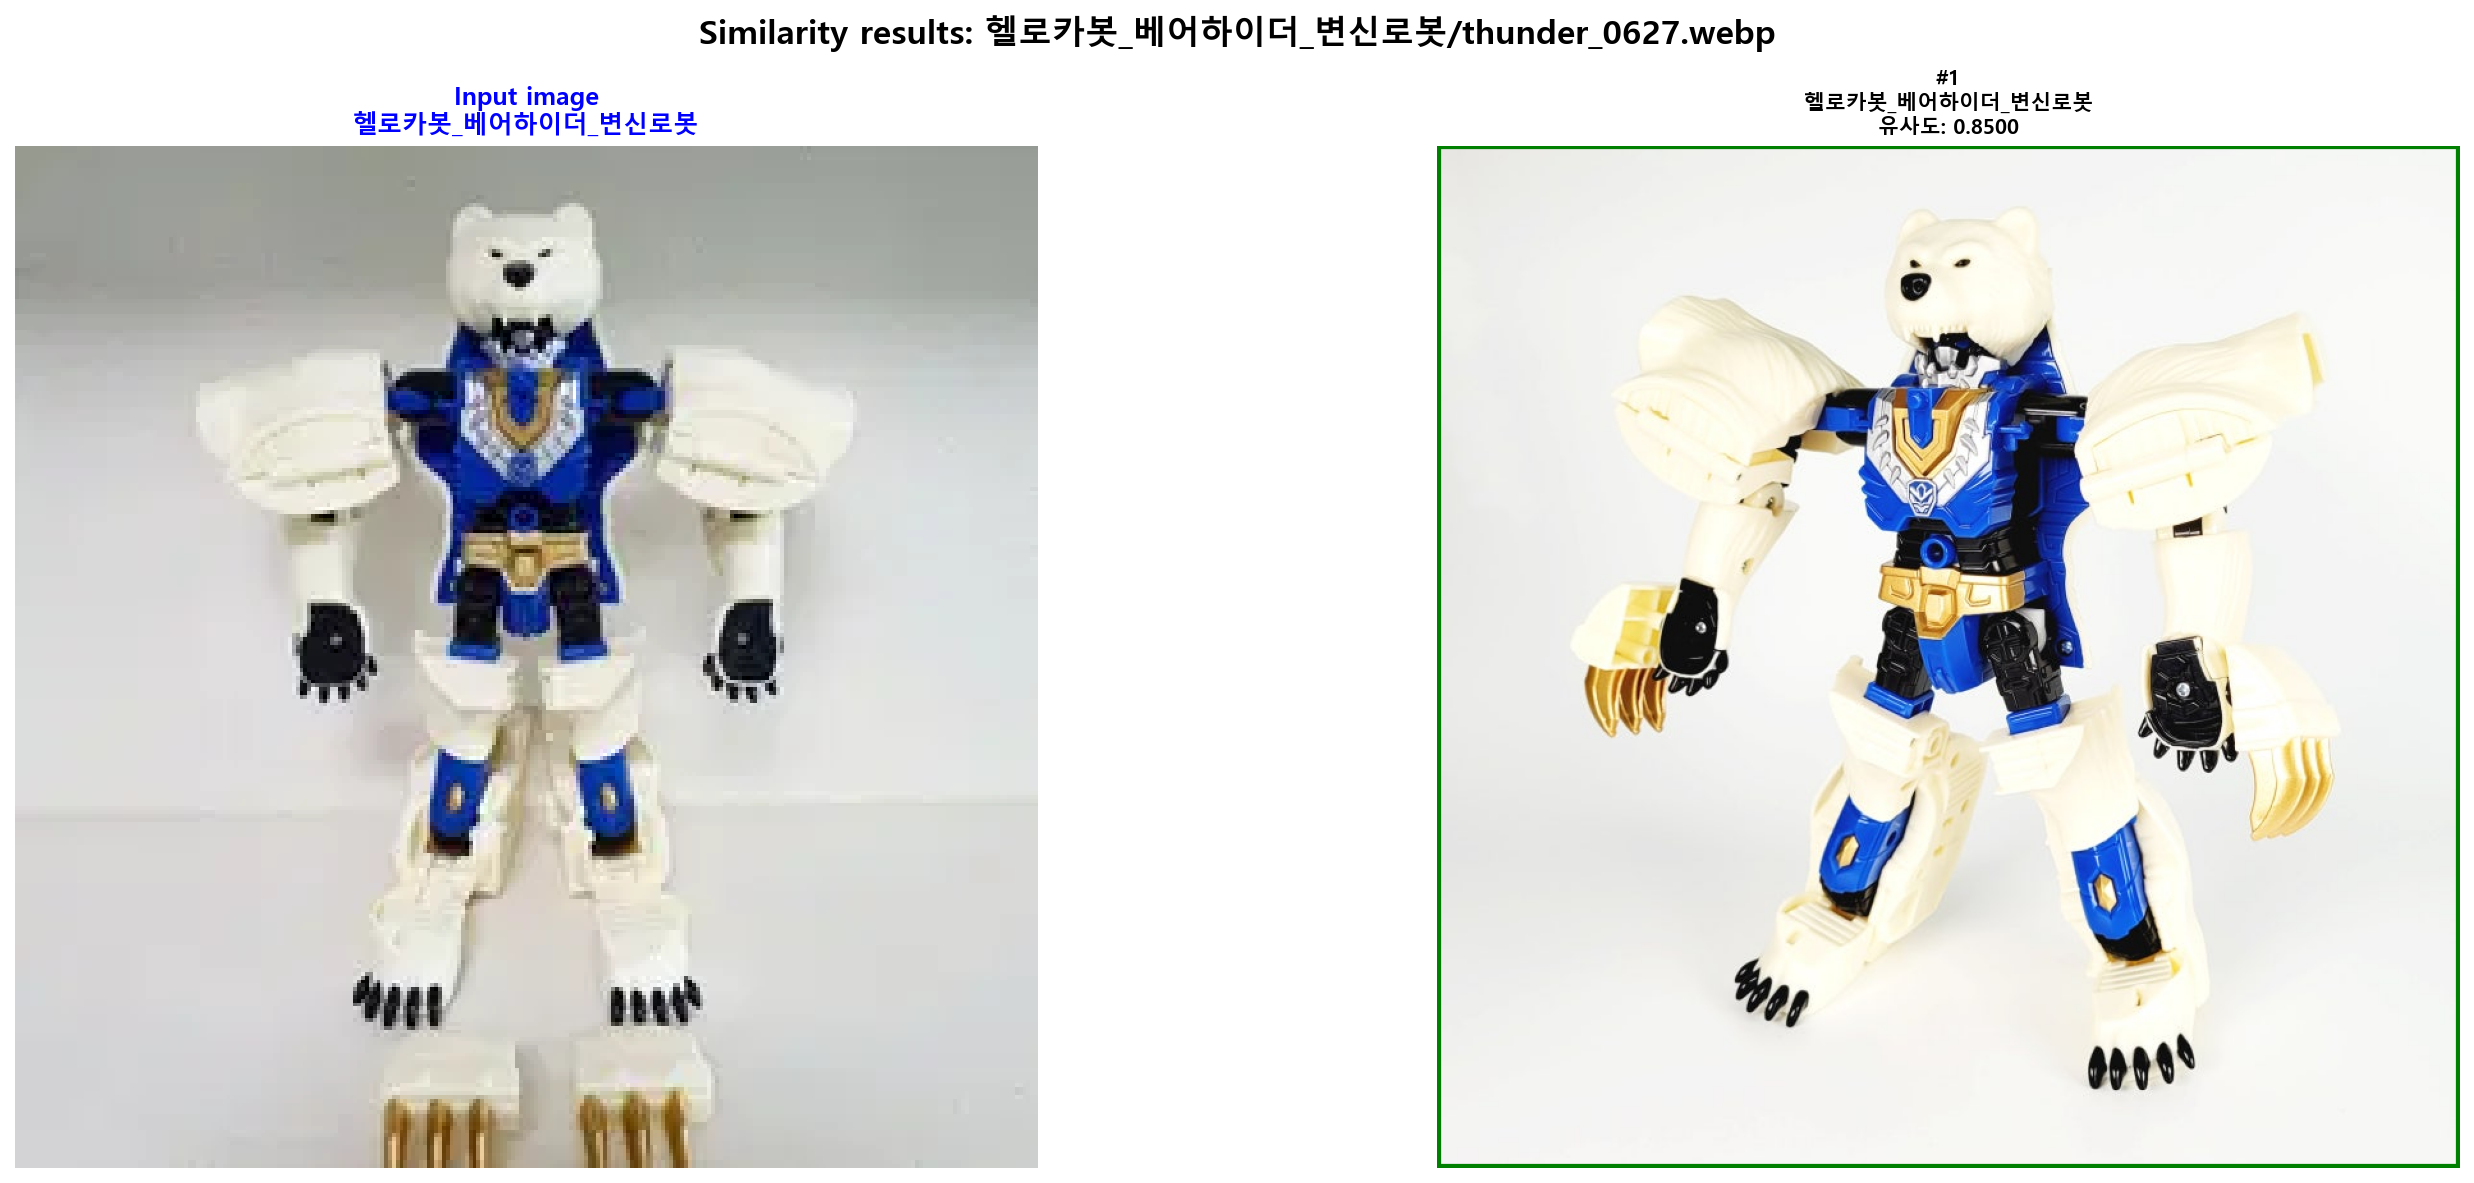 Similarity results: 헬로카봇_베어하이더_변신로봇/thunder_0627.webp
Input image
헬로카봇_베어하이더_변신로봇
#1
헬로카봇_베어하이더_변신로봇
유사도: 0.8500